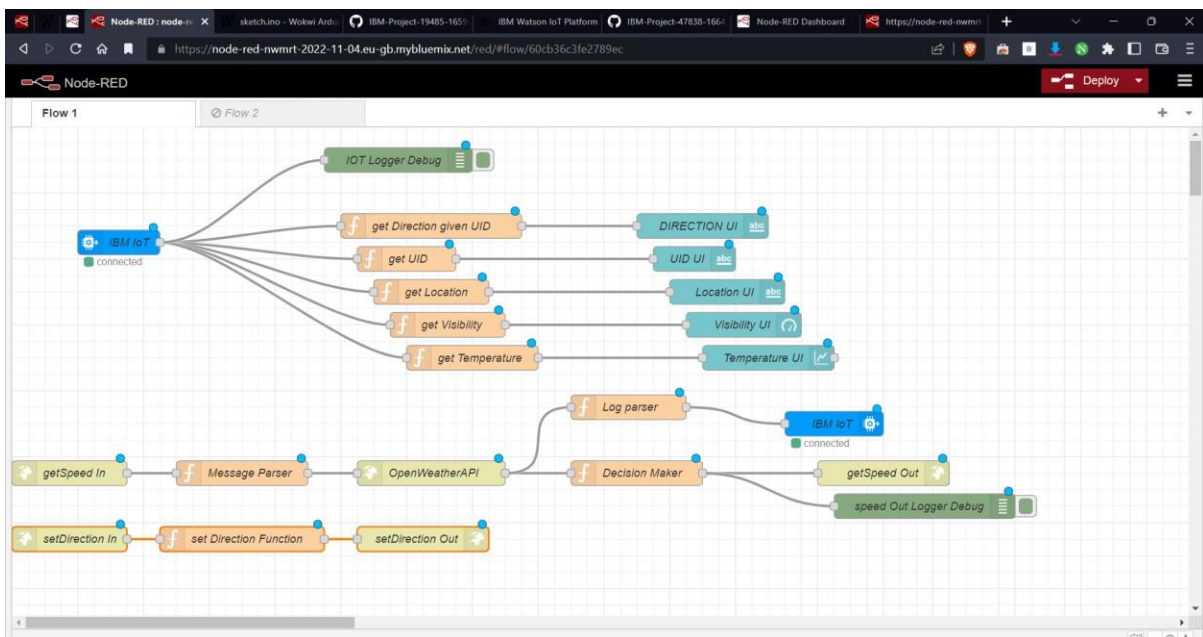 Node-RED : node-re
sketch.ino - Wokwi Ardu
IBM-Project-19485-1659
IBM Watson IoT Platform
IBM-Project-47838-1664
Node-RED Dashboard
https://node-red-nwmrt
https://node-red-nwmrt-2022-11-04.eu-gb.mybluemix.net/red/#flow/60cb36c3fe2789ec
Node-RED
Deploy
Flow 1
Flow 2
IOT Logger Debug
get Direction given UID
DIRECTION UI
abc
IBM IoT
connected
get UID
UID UI
abc
get Location
Location UI
abc
get Visibility
Visibility UI
get Temperature
Temperature UI
Log parser
IBM IoT
connected
getSpeed In
Message Parser
OpenWeatherAPI
Decision Maker
getSpeed Out
speed Out Logger Debug
setDirection In
set Direction Function
setDirection Out